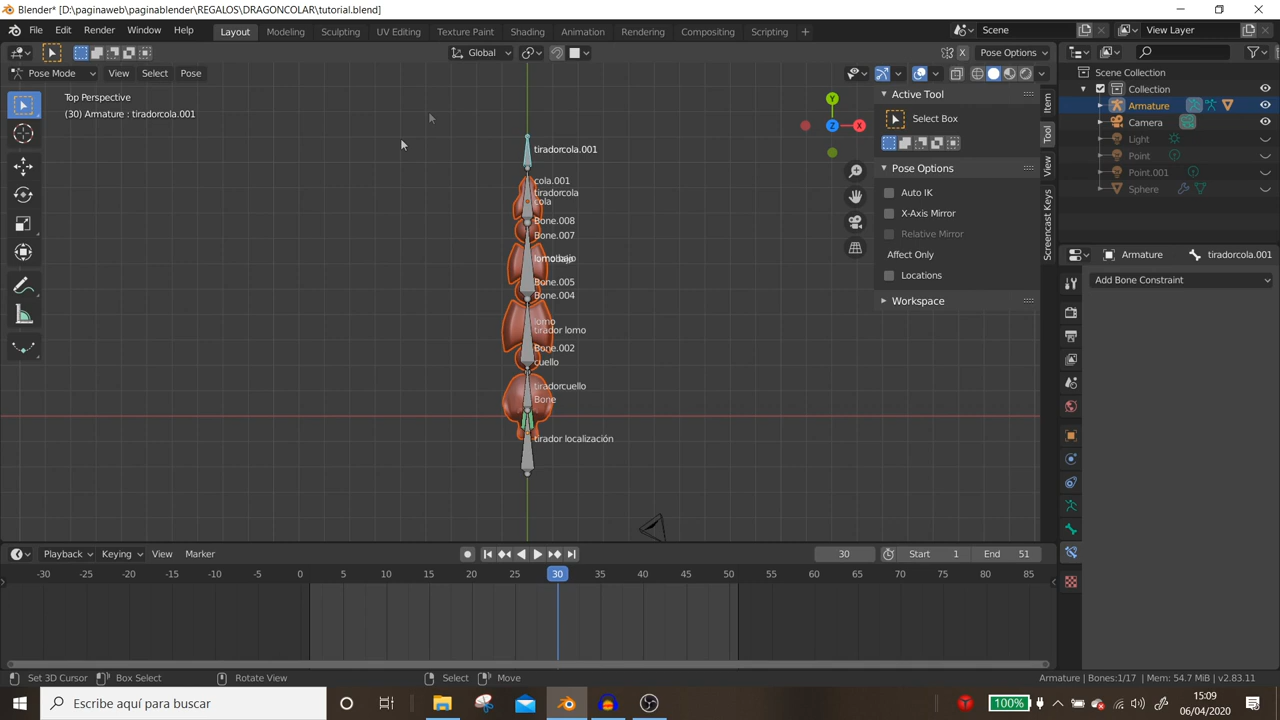 Blender* [D:\paginaweb\paginablender\REGALOS\DRAGONCOLAR\tutorial.blend]
File Edit Render Window Help Layout Modeling Sculpting UV Editing Texture Paint Shading Animation Rendering Compositing Scripting + Scene View Layer
Global Pose Options
Pose Mode View Select Pose
Top Perspective
(30) Armature : tiradorcola.001
Z X Y
tiradorcola.001
cola.001
tiradorcola
cola
Bone.008
Bone.007
Bone.005
Bone.004
lomo
tirador lomo
Bone.002
cuello
tiradorcuello
Bone
tirador localización
Active Tool
Select Box
Pose Options
Auto IK
X-Axis Mirror
Relative Mirror
Affect Only
Locations
Workspace
Item
Tool
View
Screencast Keys
Scene Collection
Collection
Armature
Camera
Light
Point
Point.001
Sphere
Armature tiradorcola.001
Add Bone Constraint
Playback Keying View Marker 30 Start 1 End 51
-30 -25 -20 -15 -10 -5 0 5 10 15 20 25 30 35 40 45 50 55 60 65 70 75 80 85
Set 3D Cursor Box Select Rotate View Select Move Armature | Bones:1/17 | Mem: 54.7 MiB | v2.83.11
Escribe aquí para buscar 100% 15:09
06/04/2020